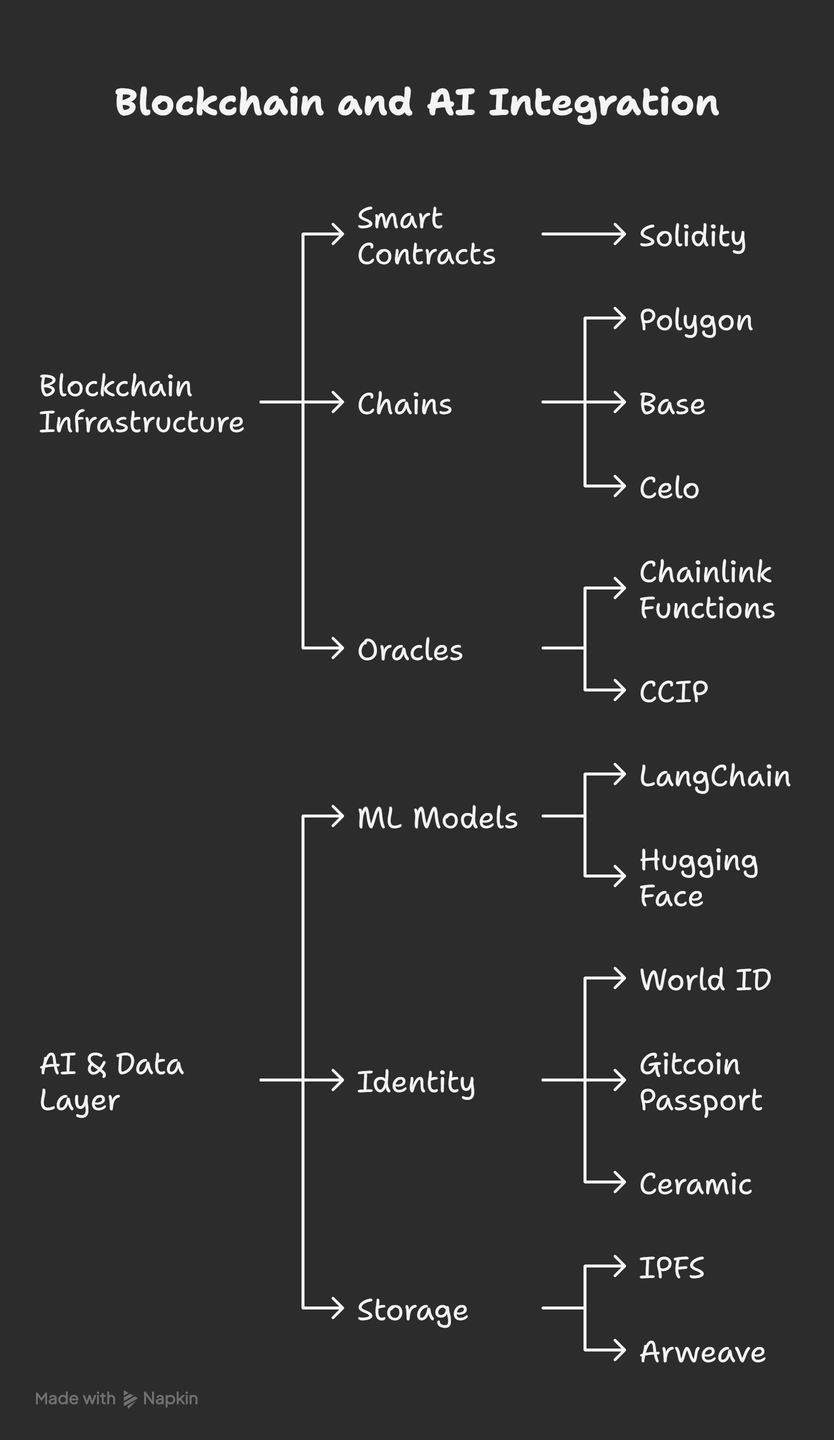 Blockchain and AI Integration
Smart
Contracts
Solidity
Polygon
Blockchain
Infrastructure
Chains
Base
Celo
Chainlink
Functions
Oracles
CCIP
LangChain
ML Models
Hugging
Face
World ID
AI & Data
Layer
Identity
Gitcoin
Passport
Ceramic
IPFS
Storage
Arweave
Made with Napkin